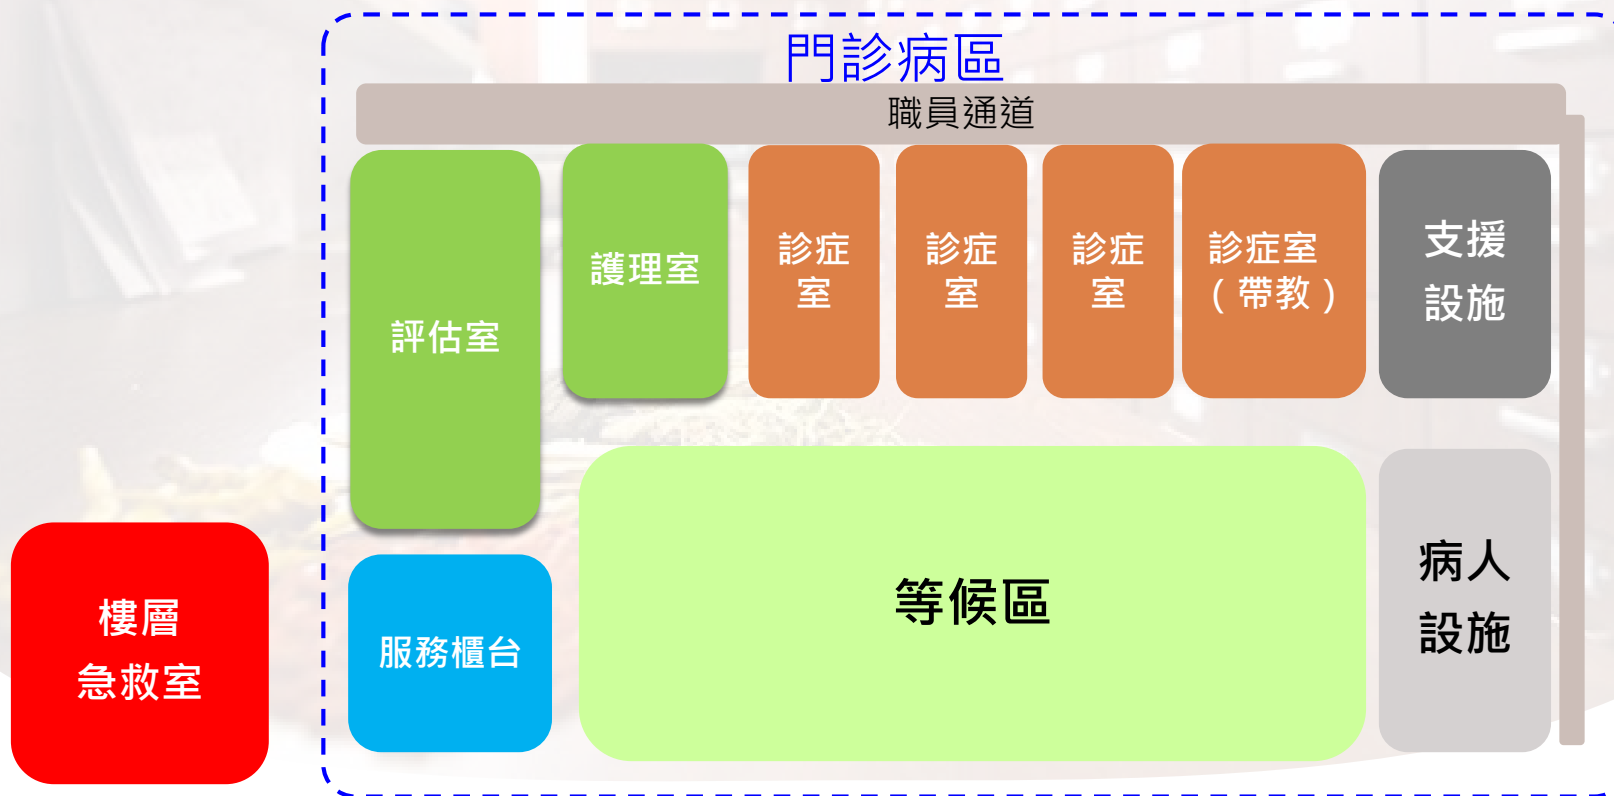 門診病區
職員通道
評估室
護理室
診症
室
診症
室
診症
室
診症室
（帶教）
支援
設施
樓層
急救室
服務櫃台
等候區
病人
設施